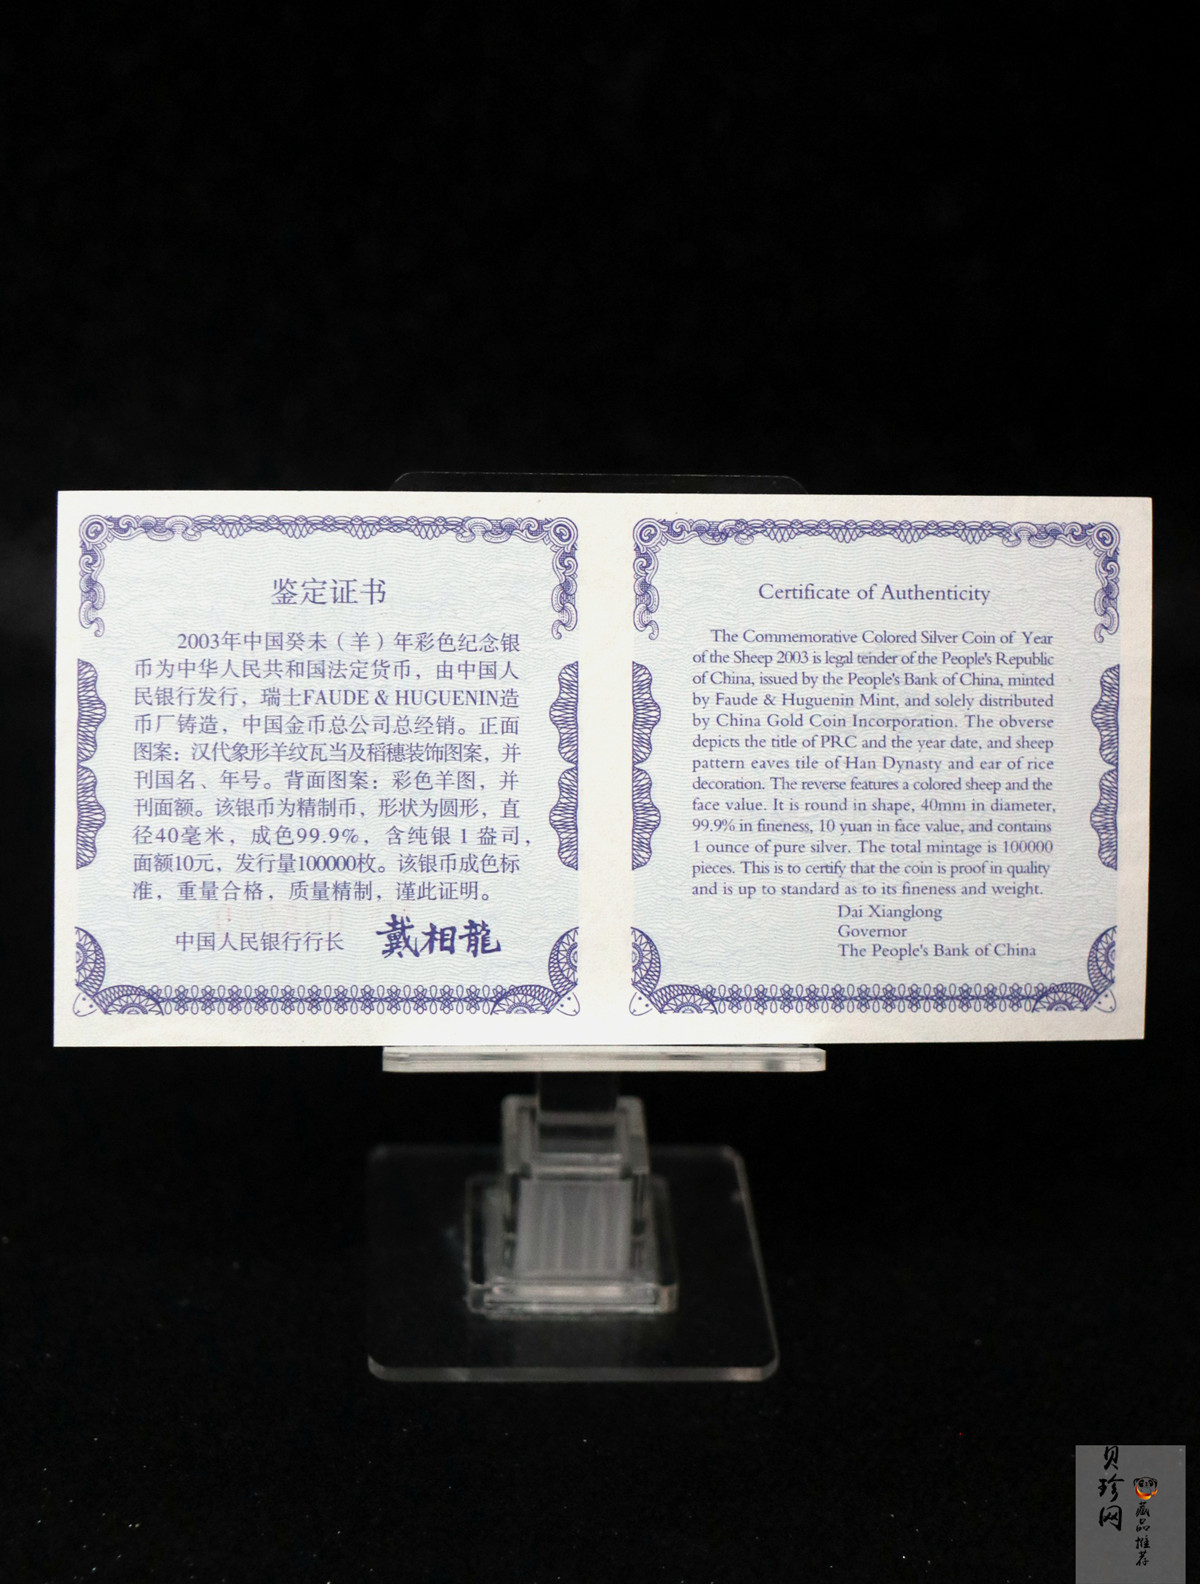 鉴定证书
2003年中国癸未（羊）年彩色纪念银
币为中华人民共和国法定货币，由中国人
民银行发行，瑞士FAUDE & HUGUENIN造
币厂铸造，中国金币总公司总经销。正面
图案：汉代象形羊纹瓦当及稻穗装饰图案，并
刊国名、年号。背面图案：彩色羊图，并
刊面额。该银币为精制币，形状为圆形，直
径40毫米，成色99.9%，含纯银 1 盎司，
面额10元，发行量100000枚。该银币成色标
准，重量合格，质量精制，谨此证明。
中国人民银行行长 戴相龍
Certificate of Authenticity
The Commemorative Colored Silver Coin of Year
of the Sheep 2003 is legal tender of the People's Republic
of China, issued by the People's Bank of China, minted
by Faude & Huguenin Mint, and solely distributed
by China Gold Coin Incorporation. The obverse
depicts the title of PRC and the year date, and sheep
pattern eaves tile of Han Dynasty and ear of rice
decoration. The reverse features a colored sheep and the
face value. It is round in shape, 40mm in diameter,
99.9% in fineness, 10 yuan in face value, and contains
1 ounce of pure silver. The total mintage is 100000
pieces. This is to certify that the coin is proof in quality
and is up to standard as to its fineness and weight.
Dai Xianglong
Governor
The People's Bank of China
贝珍网
藏品推荐